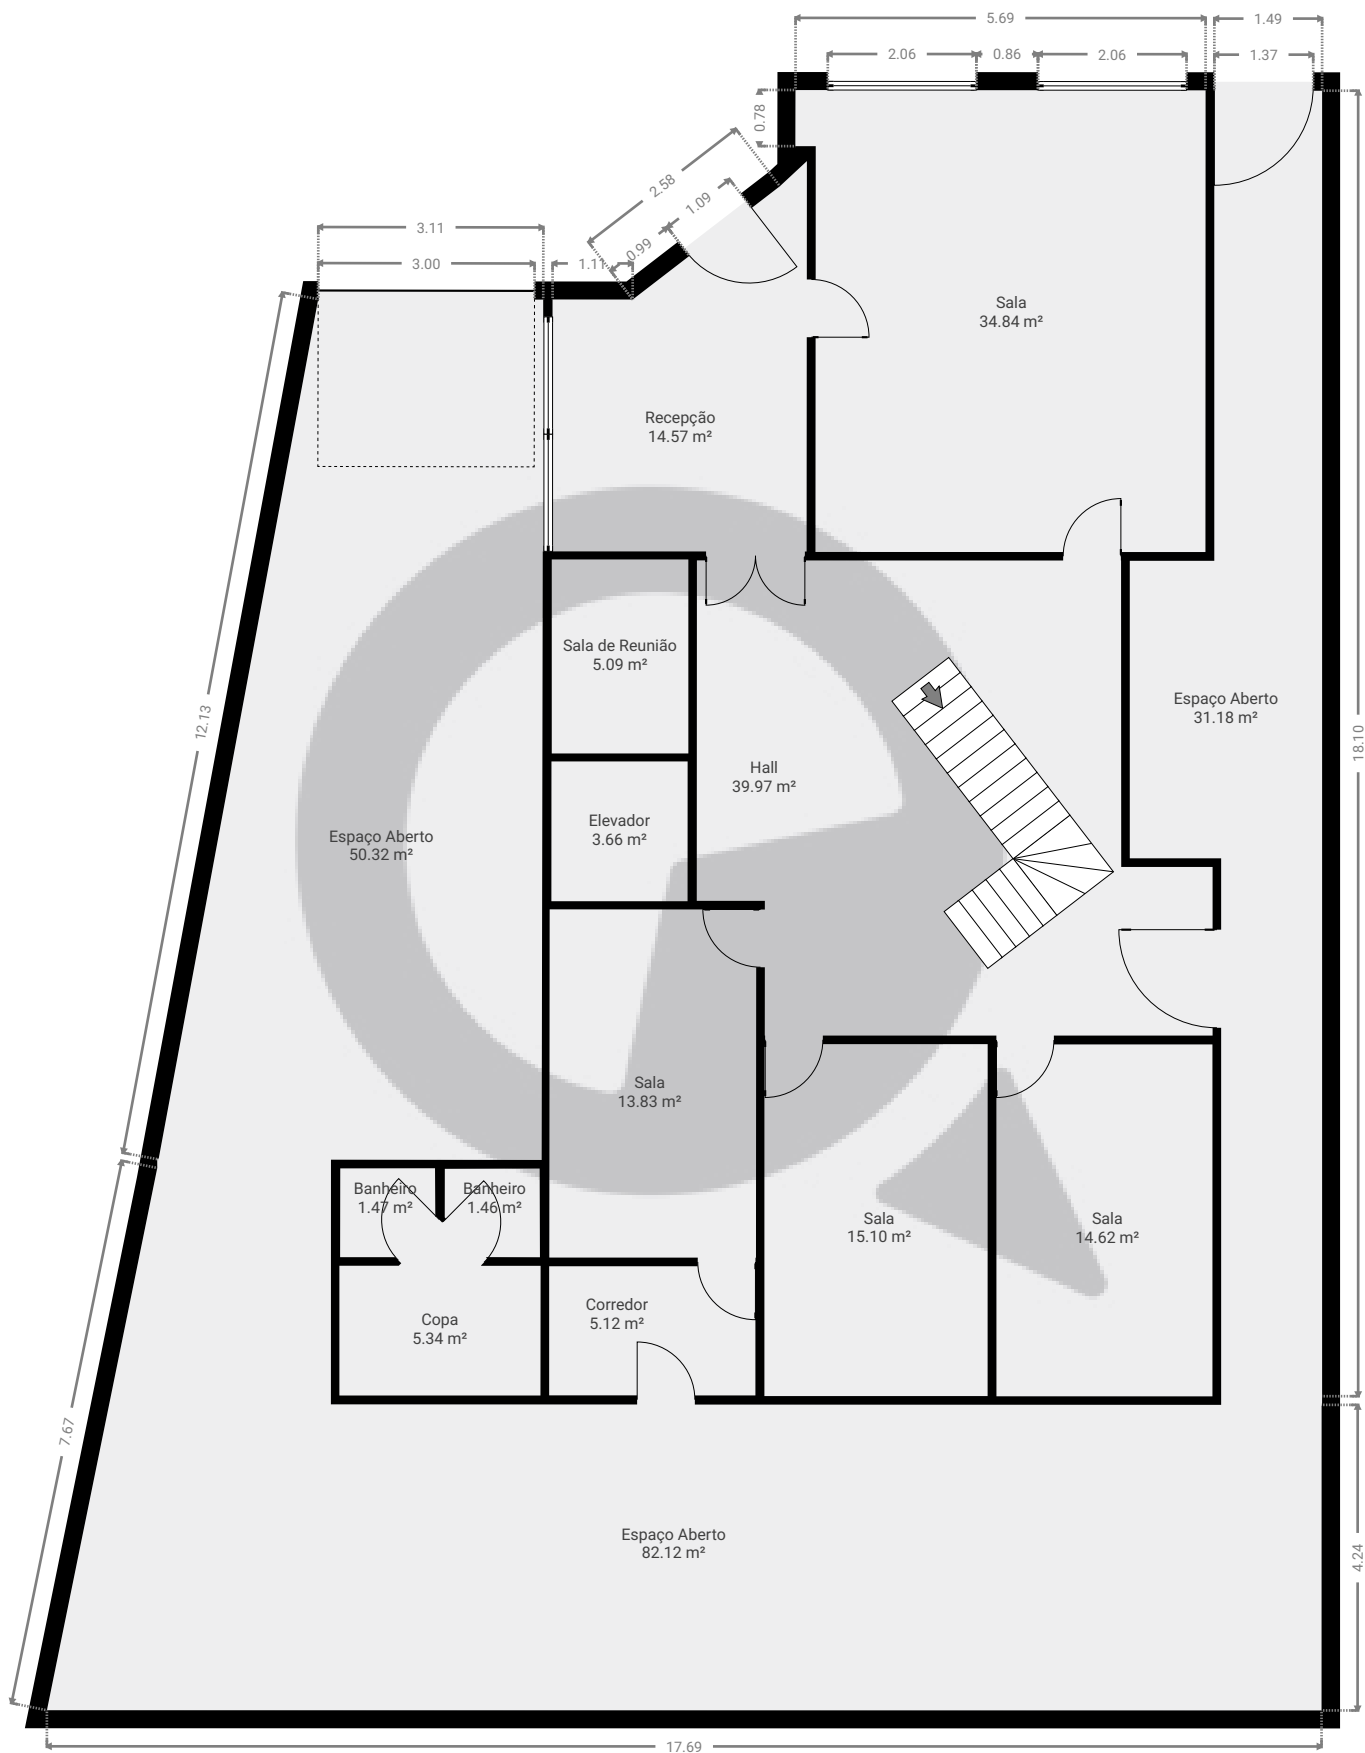 5.69
1.49
2.06
0.86
2.06
1.37
0.78
2.58
1.09
0.99
3.11
3.00
1.11
Sala
34.84 m²
Recepção
14.57 m²
Sala de Reunião
5.09 m²
12.13
Espaço Aberto
31.18 m²
18.10
Hall
39.97 m²
Elevador
3.66 m²
Espaço Aberto
50.32 m²
Sala
13.83 m²
Banheiro
1.47 m²
Banheiro
1.46 m²
Sala
15.10 m²
Sala
14.62 m²
Corredor
5.12 m²
Copa
5.34 m²
7.67
Espaço Aberto
82.12 m²
4.24
17.69